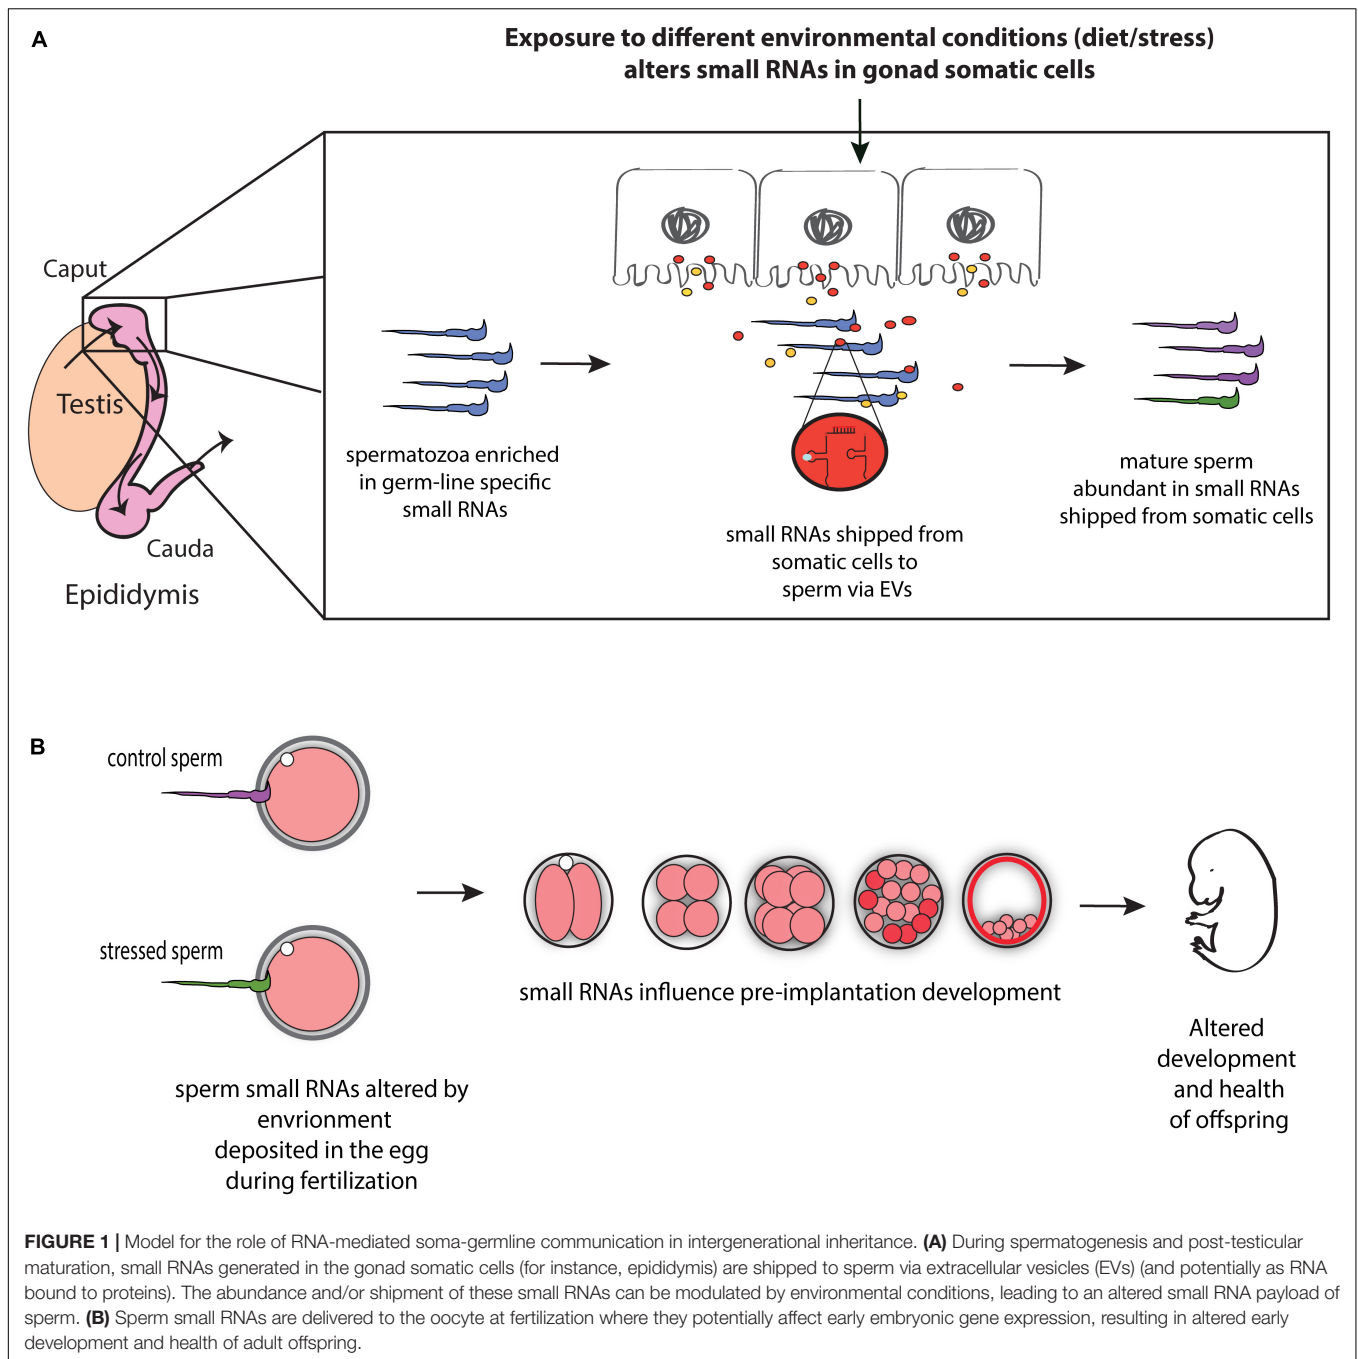 A
Exposure to different environmental conditions (diet/stress)
alters small RNAs in gonad somatic cells
Caput
Testis
Cauda
Epididymis
spermatozoa enriched
in germ-line specific
small RNAs
small RNAs shipped from
somatic cells to
sperm via EVs
mature sperm
abundant in small RNAs
shipped from somatic cells
B
control sperm
stressed sperm
sperm small RNAs altered by
envrionment
deposited in the egg
during fertilization
small RNAs influence pre-implantation development
Altered
development
and health
of offspring
FIGURE 1 | Model for the role of RNA-mediated soma-germline communication in intergenerational inheritance. (A) During spermatogenesis and post-testicular
maturation, small RNAs generated in the gonad somatic cells (for instance, epididymis) are shipped to sperm via extracellular vesicles (EVs) (and potentially as RNA
bound to proteins). The abundance and/or shipment of these small RNAs can be modulated by environmental conditions, leading to an altered small RNA payload of
sperm. (B) Sperm small RNAs are delivered to the oocyte at fertilization where they potentially affect early embryonic gene expression, resulting in altered early
development and health of adult offspring.